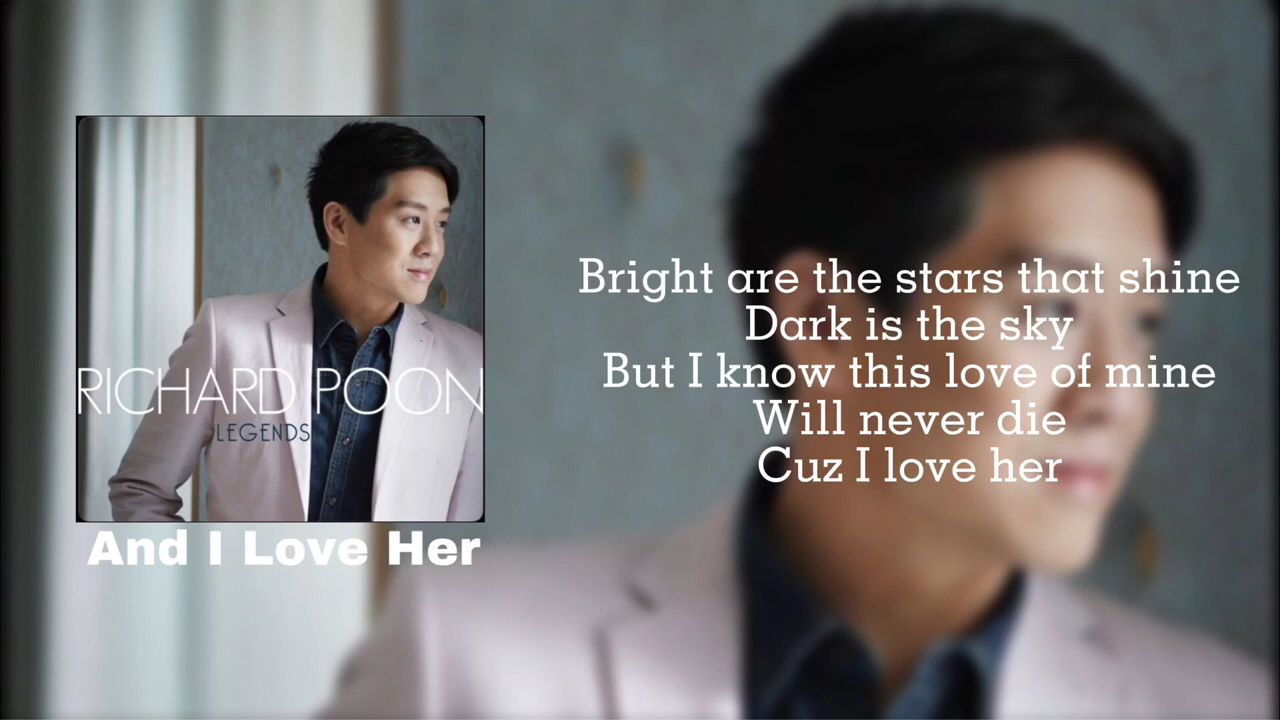 RICHARD POON
LEGENDS
And I Love Her
Bright are the stars that shine
Dark is the sky
But I know this love of mine
Will never die
Cuz I love her